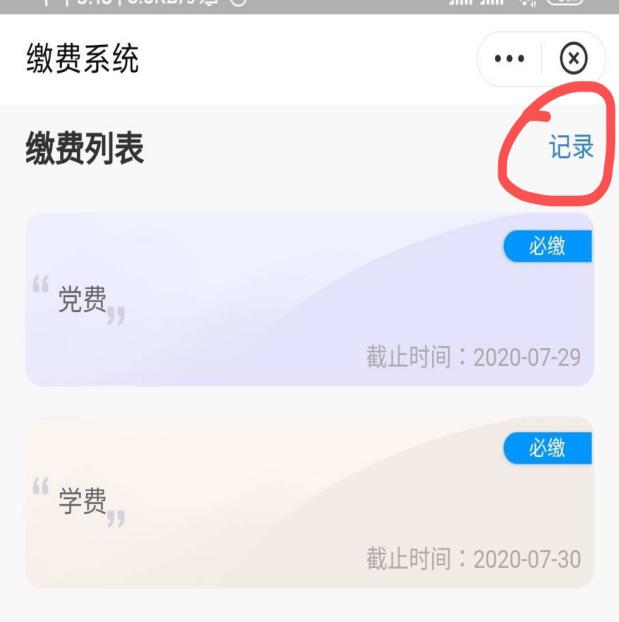 缴费系统
缴费列表
记录
必缴
“ 党费 ”
截止时间：2020-07-29
必缴
“ 学费 ”
截止时间：2020-07-30